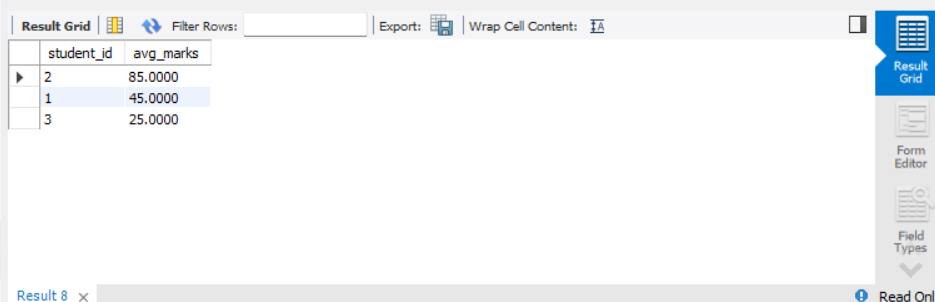 Result Grid Filter Rows: Export: Wrap Cell Content: IA
student_id avg_marks
2 85.0000
1 45.0000
3 25.0000
Result
Grid
Form
Editor
Field
Types
Result 8 ×
Read Onl